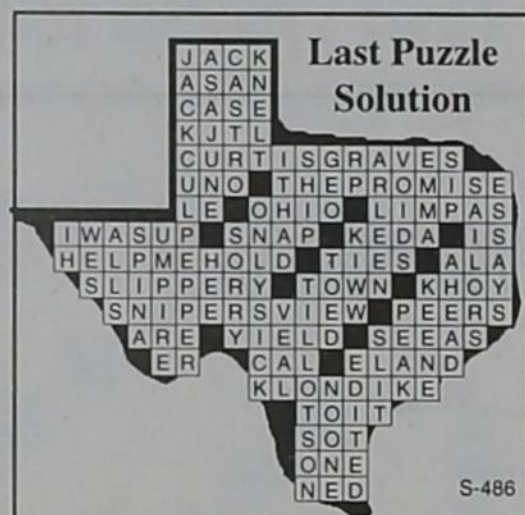 Last Puzzle
Solution
JACK
ASAN
CASE
KJTL
CURTISGRAVES
UNO THEPROMISE
LE OHIO LIMPAS
IWASUP SNAP KEDA IS
HELPMEHOLD TIES ALA
SLIPPERY TOWN KHOY
SNIPERSVIEW PEERS
ARE YIELD SEEAS
ER CAL ELAND
KLONDIKE
TOIT
SOT
ONE
NED
S-486